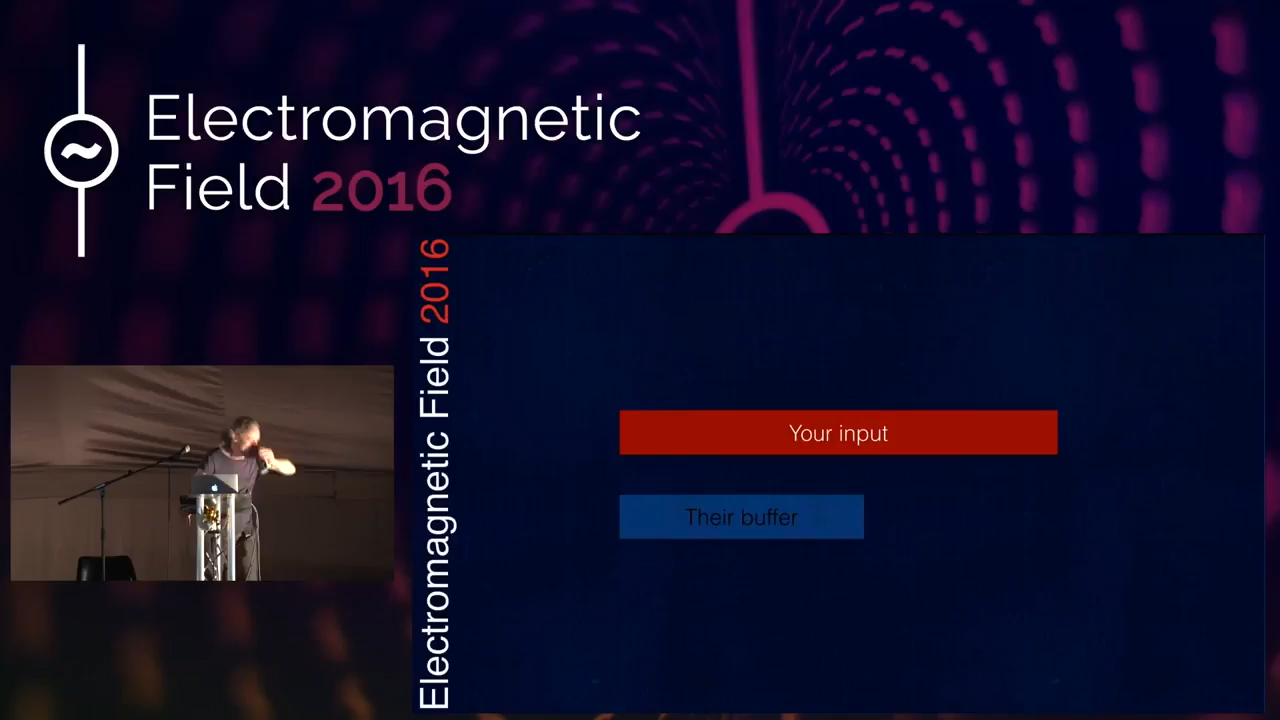 Electromagnetic
Field 2016
Electromagnetic Field 2016
Your input
Their buffer